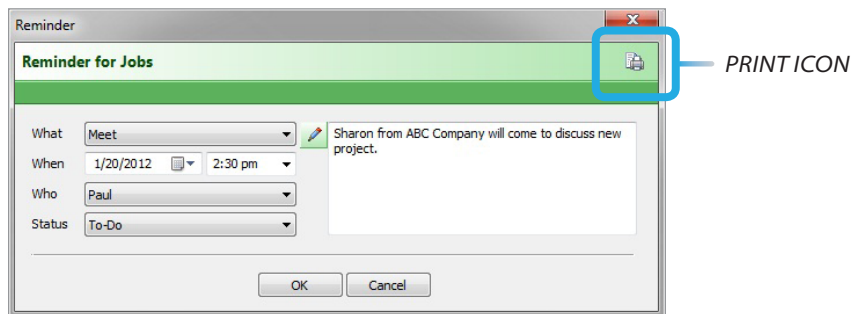 Reminder
Reminder for Jobs
PRINT ICON
What Meet
Sharon from ABC Company will come to discuss new
project.
When 1/20/2012 2:30 pm
Who Paul
Status To-Do
OK Cancel